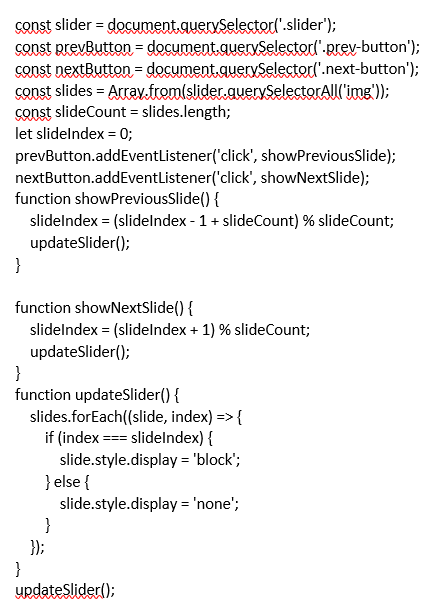 const slider = document.querySelector('.slider');
const prevButton = document.querySelector('.prev-button');
const nextButton = document.querySelector('.next-button');
const slides = Array.from(slider.querySelectorAll('img'));
const slideCount = slides.length;
let slideIndex = 0;
prevButton.addEventListener('click', showPreviousSlide);
nextButton.addEventListener('click', showNextSlide);
function showPreviousSlide() {
    slideIndex = (slideIndex - 1 + slideCount) % slideCount;
    updateSlider();
}

function showNextSlide() {
    slideIndex = (slideIndex + 1) % slideCount;
    updateSlider();
}
function updateSlider() {
    slides.forEach((slide, index) => {
        if (index === slideIndex) {
            slide.style.display = 'block';
        } else {
            slide.style.display = 'none';
        }
    });
}
updateSlider();